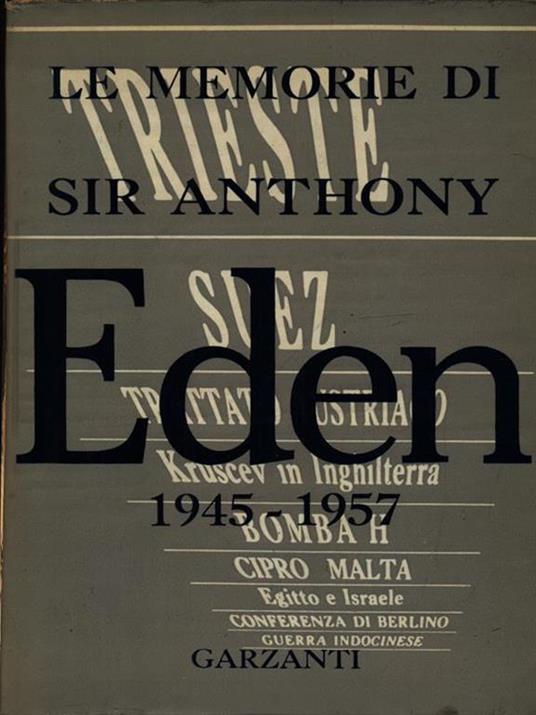 LE MEMORIE DI
TRIESTE
SIR ANTHONY
SUEZ
Eden
TRATTATO AUSTRIACO
Kruscev in Inghilterra
1945-1957
BOMBA H
CIPRO MALTA
Egitto e Israele
CONFERENZA DI BERLINO
GUERRA INDOCINESE
GARZANTI